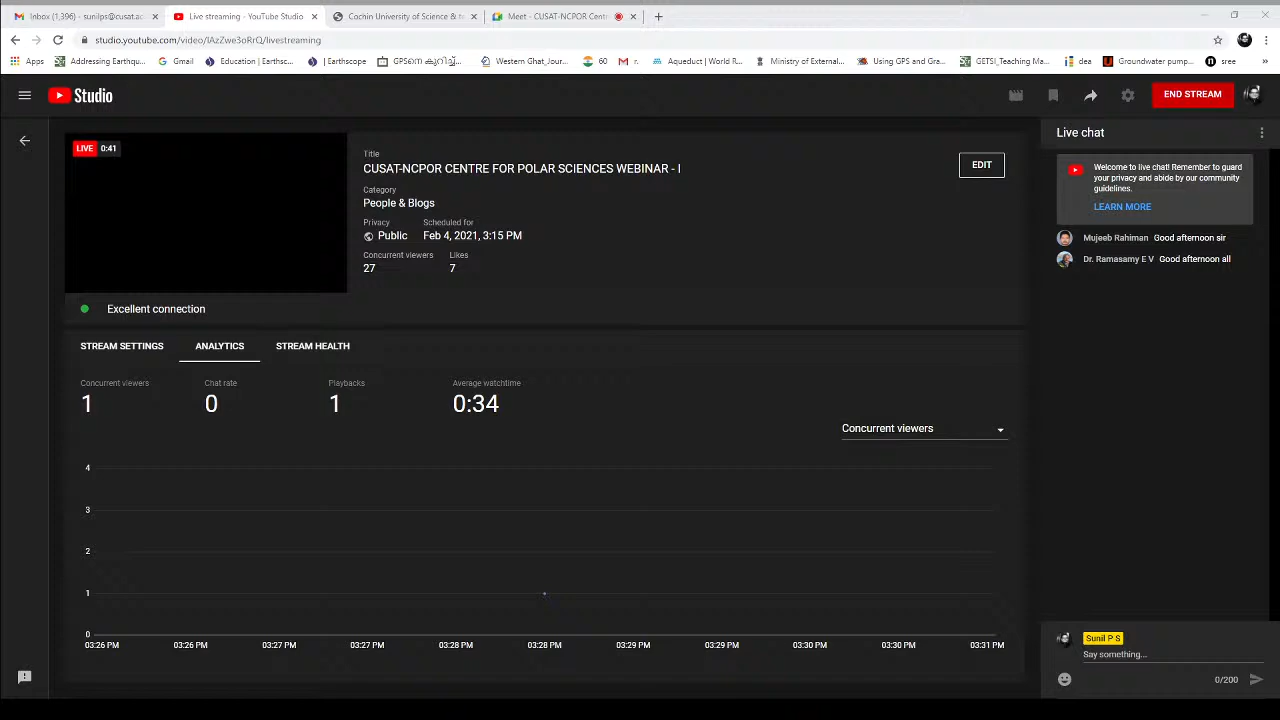 Inbox (1,396) - sunilps@cusat.ac
Live streaming - YouTube Studio
Cochin University of Science & t
Meet - CUSAT-NCPOR Cent
studio.youtube.com/video/lAzZwe3oRrQ/livestreaming
Apps
Addressing Earthqu...
Gmail
Education | Earthsc...
| Earthscope
Western Ghat_Jour...
60
r.
Aqueduct | World R...
Ministry of External...
Using GPS and Gra...
GETSI_Teaching Ma...
dea
Groundwater pump...
sree
Studio
END STREAM
LIVE 0:41
Title
CUSAT-NCPOR CENTRE FOR POLAR SCIENCES WEBINAR - I
EDIT
Category
People & Blogs
Privacy Scheduled for
Public Feb 4, 2021, 3:15 PM
Concurrent viewers Likes
27 7
Excellent connection
STREAM SETTINGS ANALYTICS STREAM HEALTH
Concurrent viewers Chat rate Playbacks Average watchtime
1 0 1 0:34
Concurrent viewers
4
3
2
1
0
03:26 PM 03:26 PM 03:27 PM 03:27 PM 03:28 PM 03:28 PM 03:29 PM 03:29 PM 03:30 PM 03:30 PM 03:31 PM
Live chat
Welcome to live chat! Remember to guard
your privacy and abide by our community
guidelines.
LEARN MORE
Mujeeb Rahiman Good afternoon sir
Dr. Ramasamy E V Good afternoon all
Sunil P S
Say something...
0/200